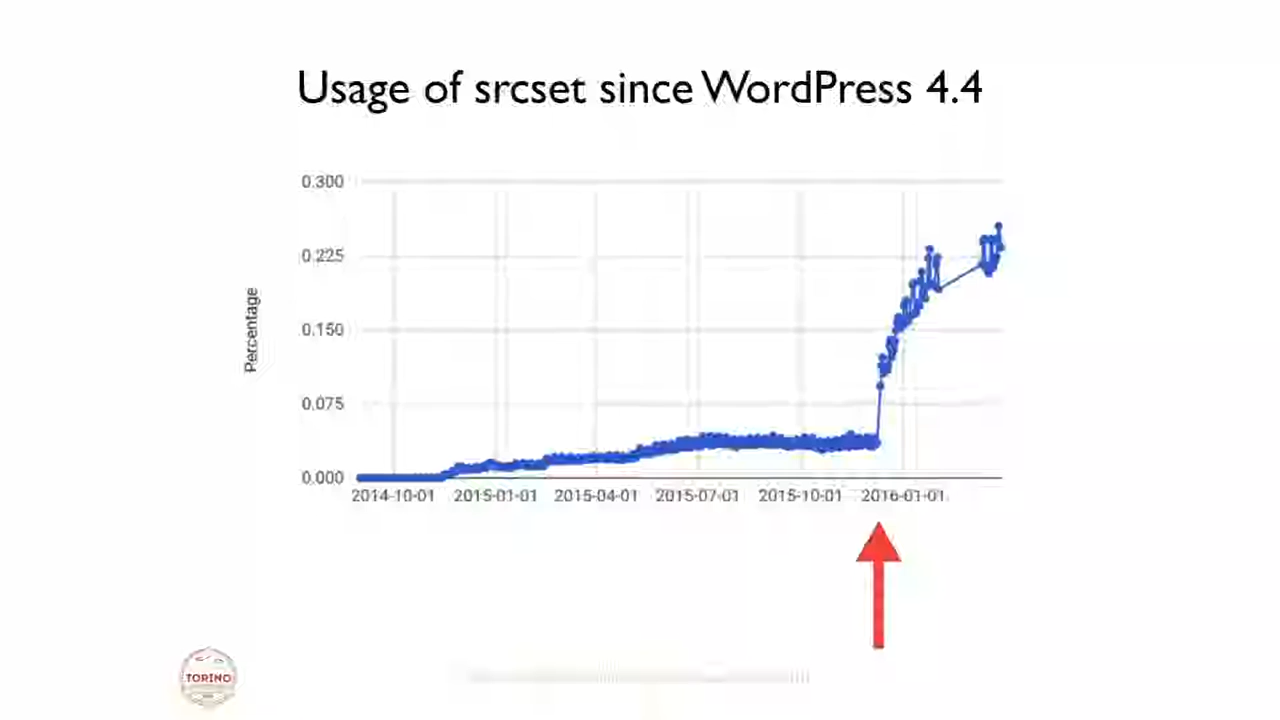 Usage of srcset since WordPress 4.4
0.300
0.225
0.150
0.075
0.000
Percentage
2014-10-01 2015-01-01 2015-04-01 2015-07-01 2015-10-01 2016-01-01
TORINO